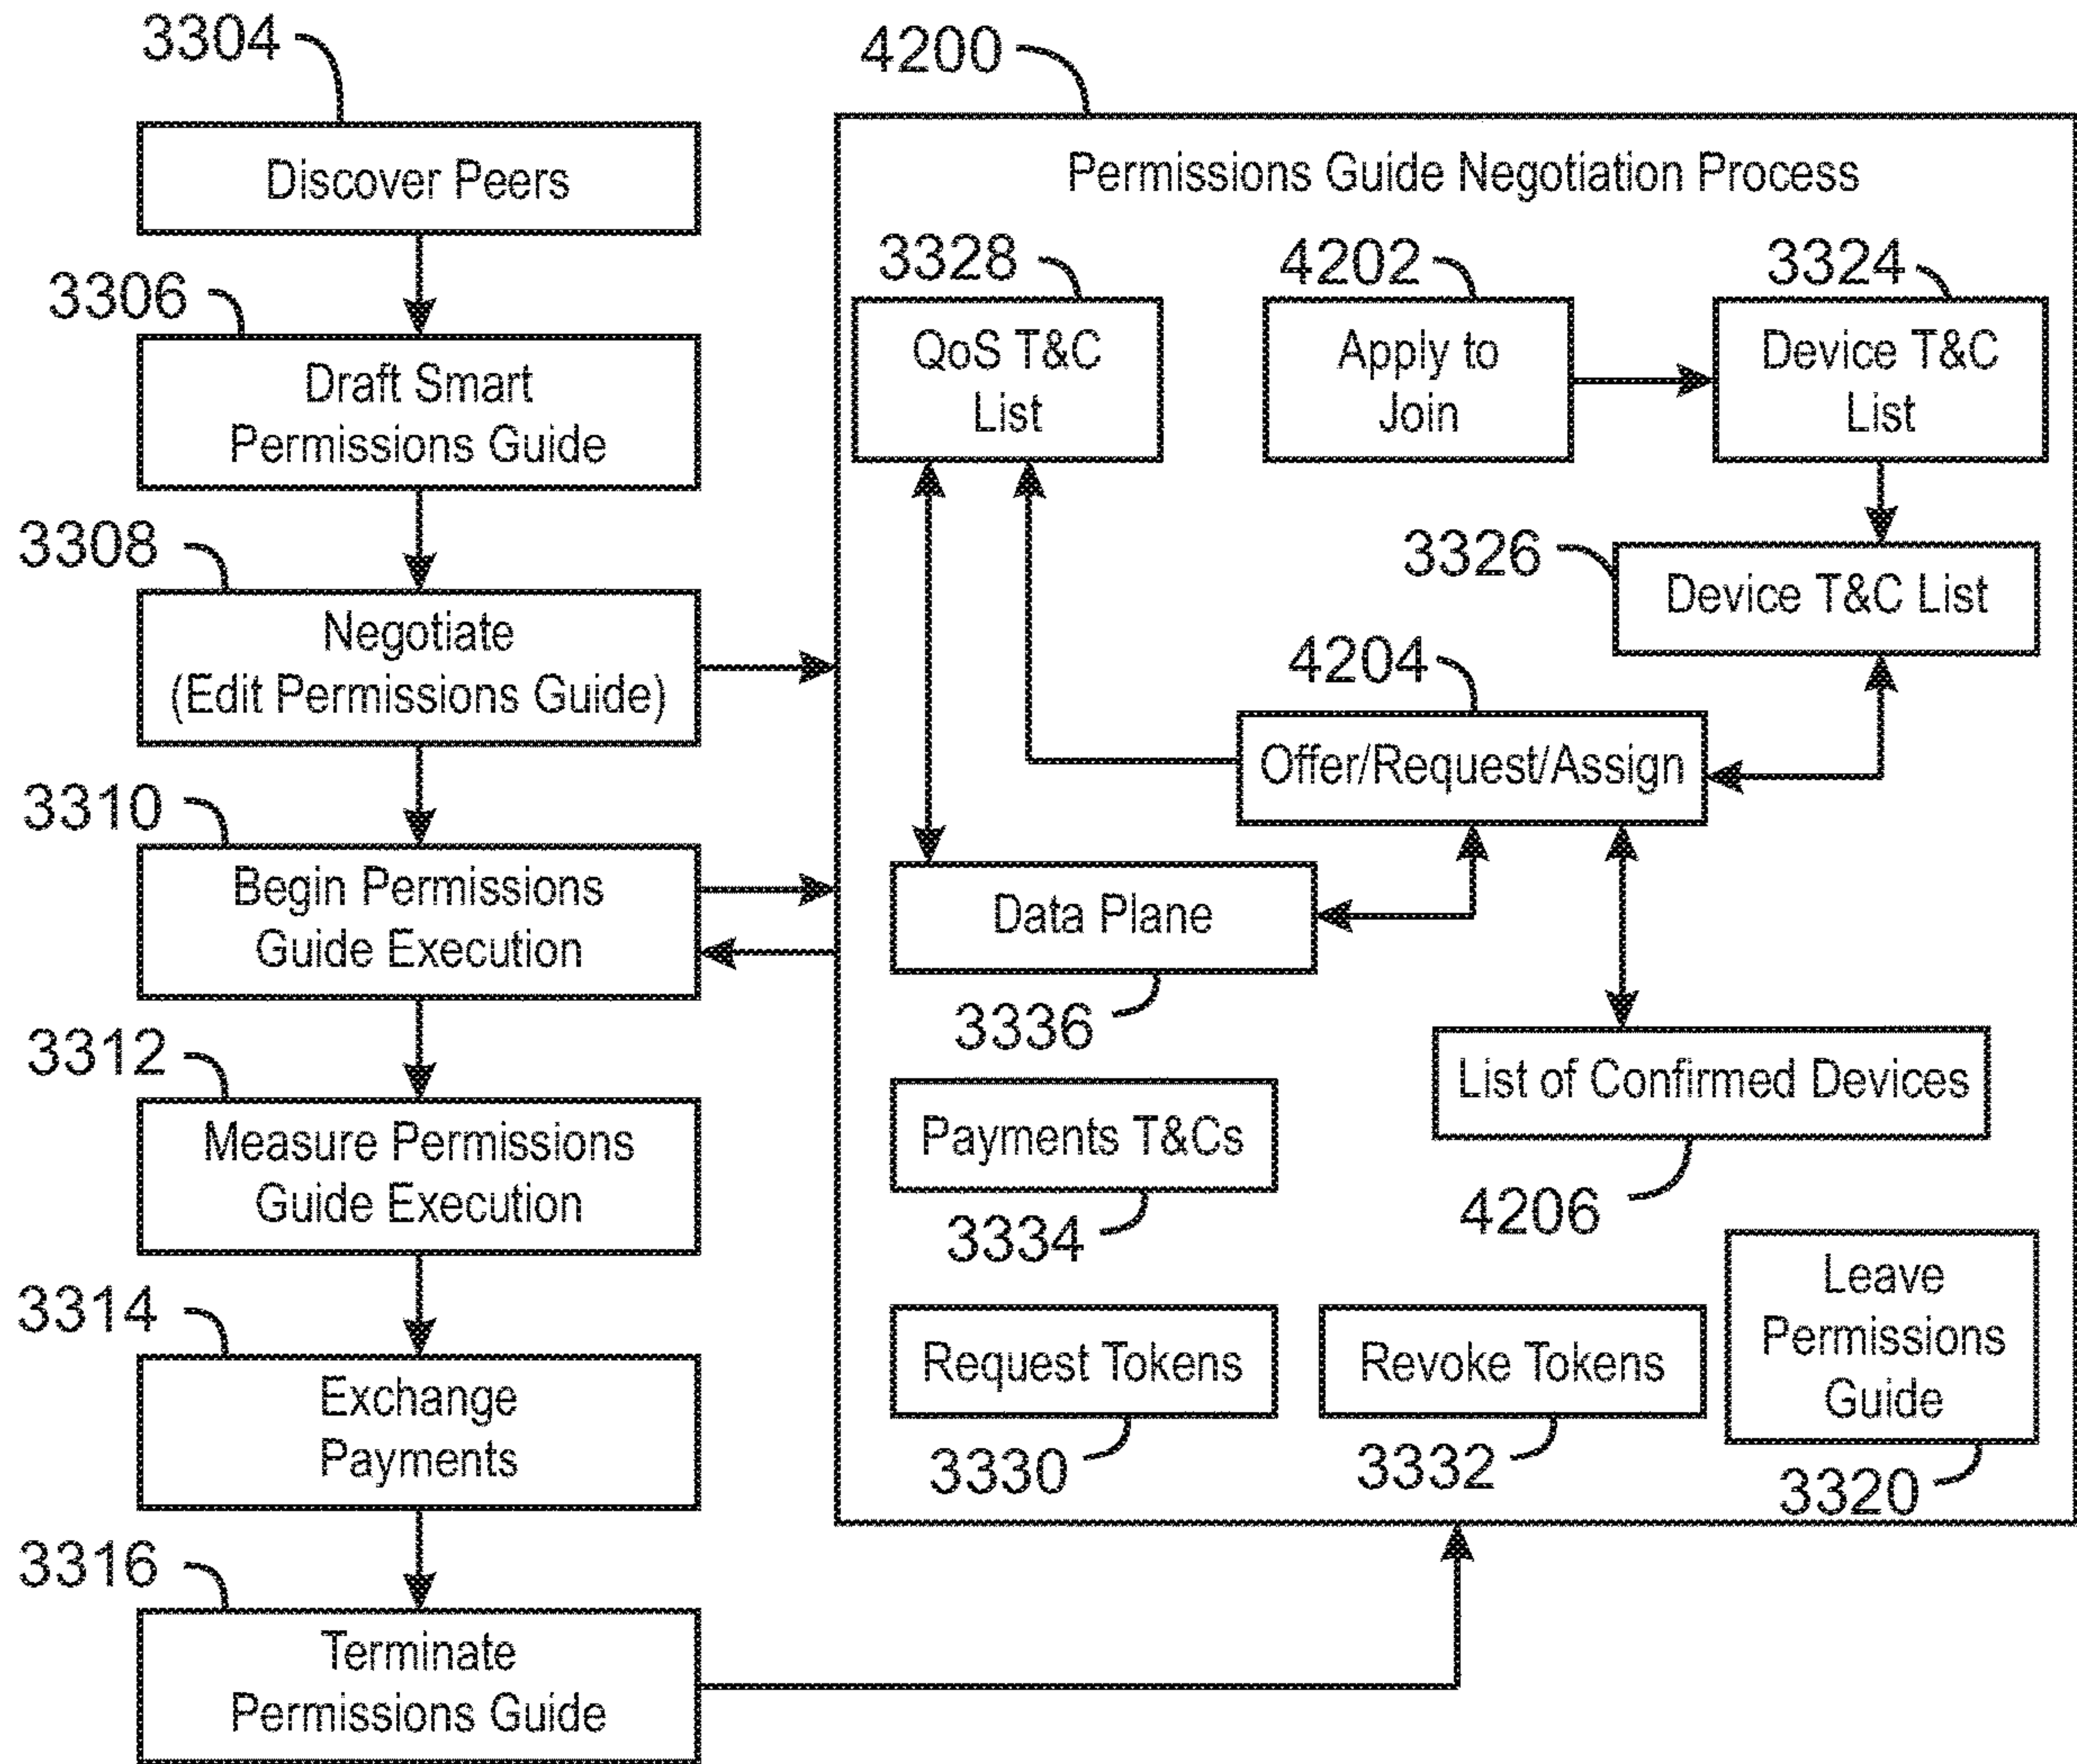 3304
Discover Peers
3306
Draft Smart
Permissions Guide
3308
Negotiate
(Edit Permissions Guide)
3310
Begin Permissions
Guide Execution
3312
Measure Permissions
Guide Execution
3314
Exchange
Payments
3316
Terminate
Permissions Guide
4200
Permissions Guide Negotiation Process
3328
QoS T&C
List
4202
Apply to
Join
3324
Device T&C
List
3326
Device T&C List
4204
Offer/Request/Assign
Data Plane
3336
List of Confirmed Devices
4206
Payments T&Cs
3334
Request Tokens
3330
Revoke Tokens
3332
Leave
Permissions
Guide
3320